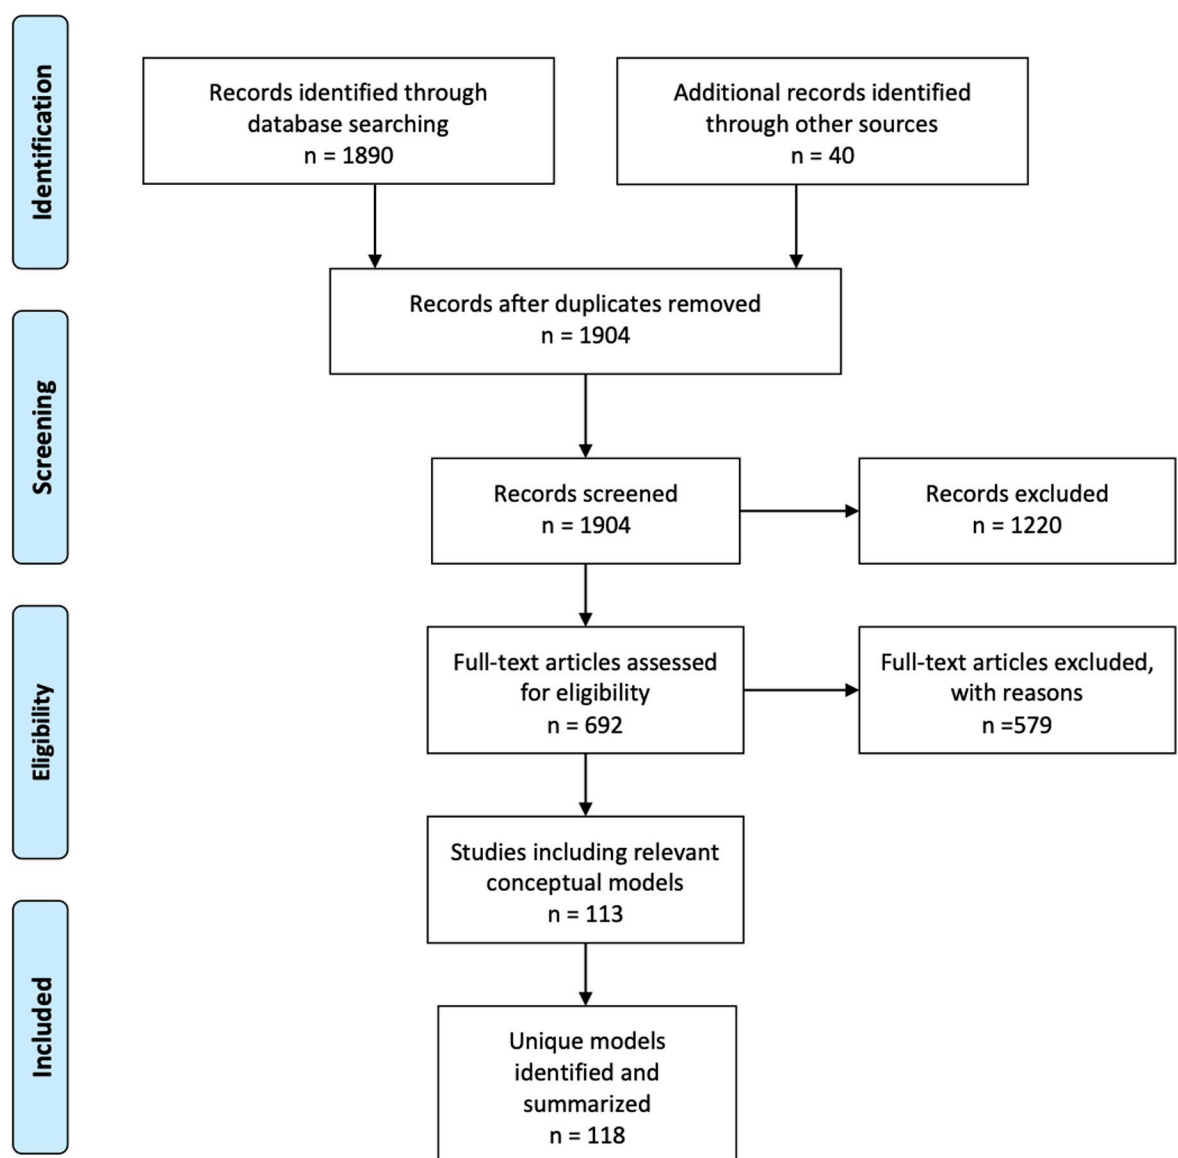 Identification
Records identified through
database searching
n = 1890
Additional records identified
through other sources
n = 40
Records after duplicates removed
n = 1904
Screening
Records screened
n = 1904
Records excluded
n = 1220
Eligibility
Full-text articles assessed
for eligibility
n = 692
Full-text articles excluded,
with reasons
n =579
Studies including relevant
conceptual models
n = 113
Included
Unique models
identified and
summarized
n = 118